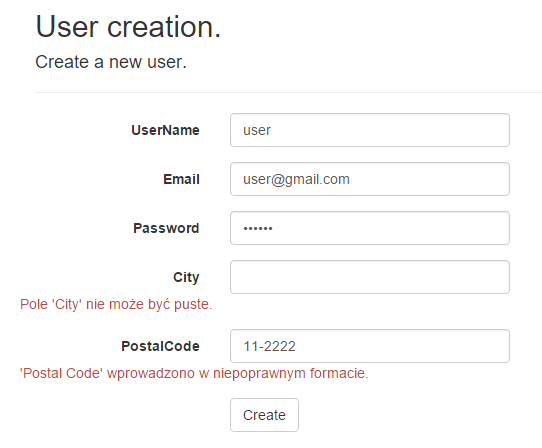 User creation.
Create a new user.
UserName user
Email user@gmail.com
Password ••••••
City
Pole 'City' nie może być puste.
PostalCode 11-2222
'Postal Code' wprowadzono w niepoprawnym formacie.
Create